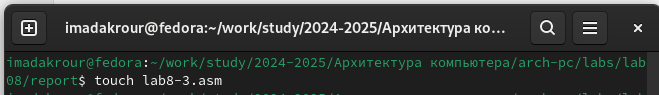 imadakrour@fedora:~/work/study/2024-2025/Архитектура ко...
imadakrour@fedora:~/work/study/2024-2025/Архитектура компьютера/arch-pc/labs/lab
08/report$ touch lab8-3.asm